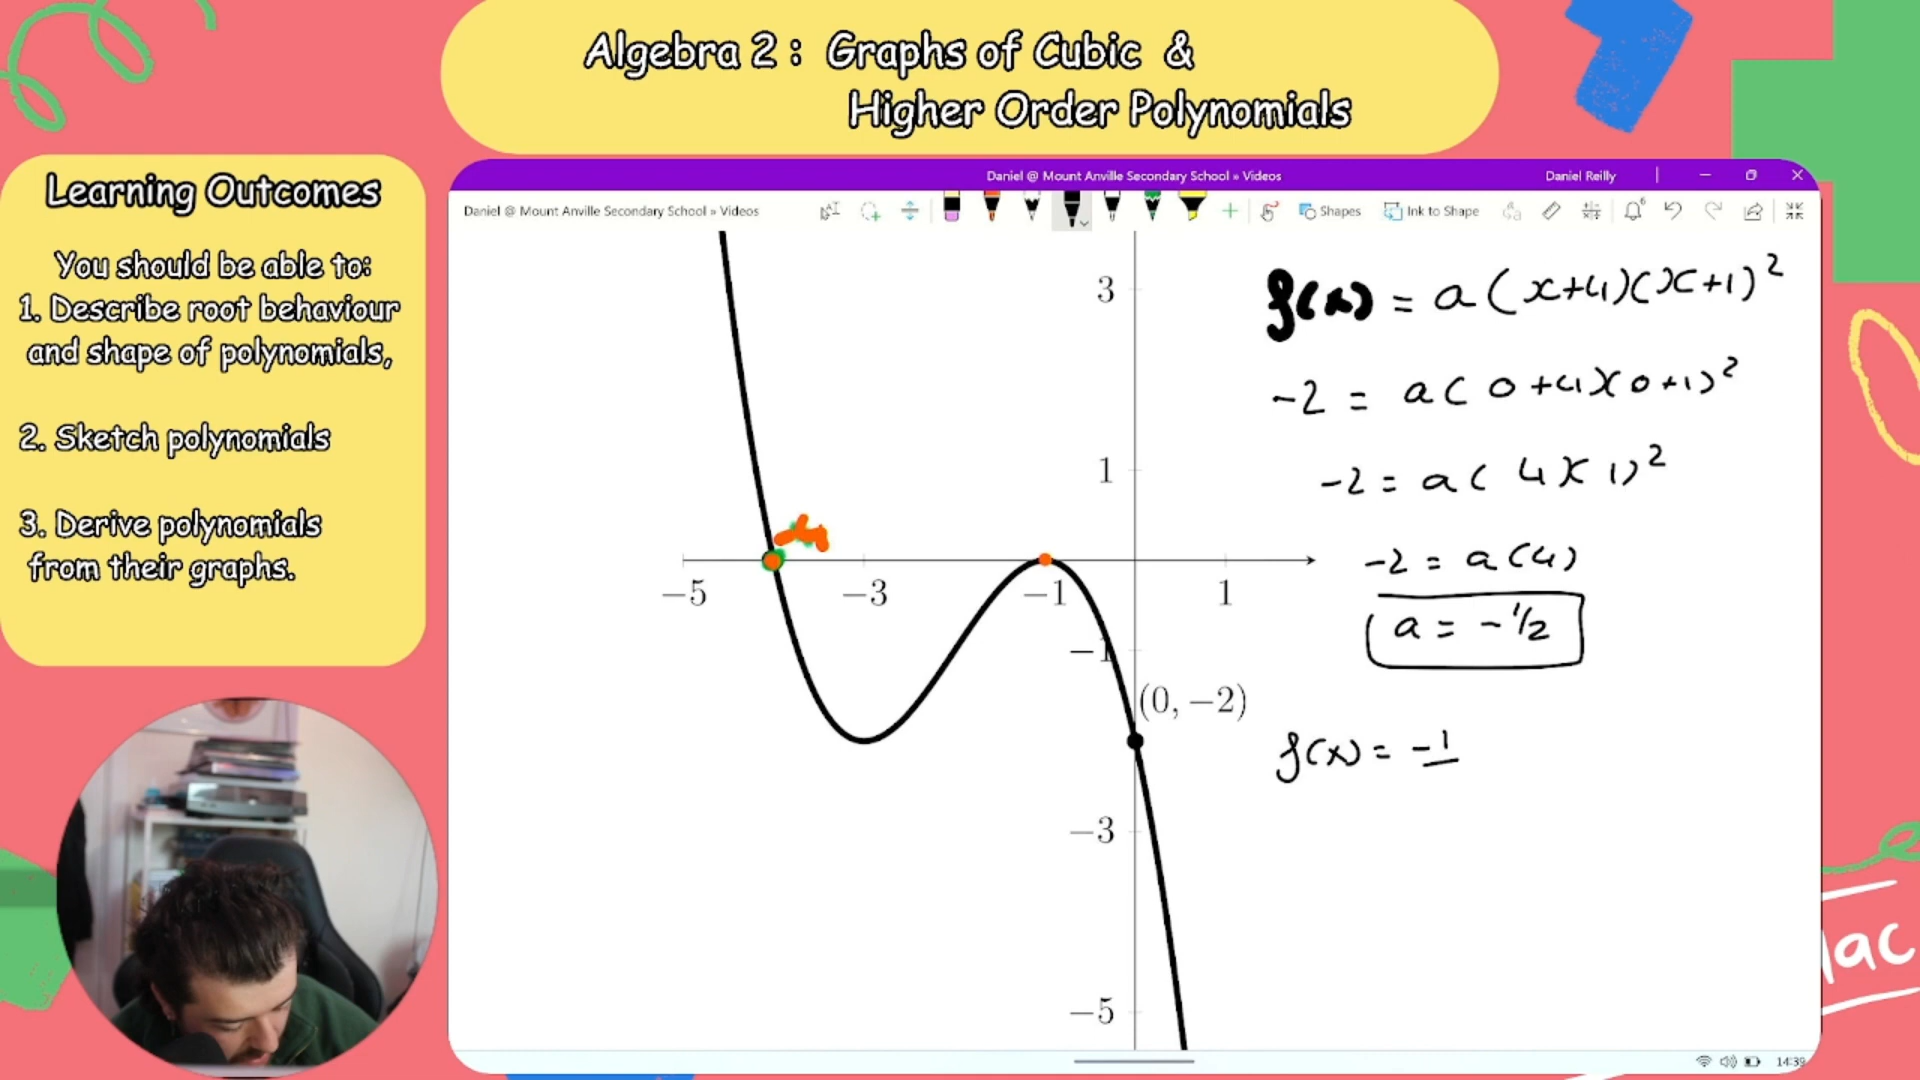 Algebra 2 : Graphs of Cubic &
Higher Order Polynomials
Learning Outcomes
You should be able to:
1. Describe root behaviour
and shape of polynomials,
2. Sketch polynomials
3. Derive polynomials
from their graphs.
Daniel @ Mount Anville Secondary School » Videos
Daniel Reilly
Daniel @ Mount Anville Secondary School » Videos
Shapes
Ink to Shape
6
3
1
-4
−5
−3
−1
1
−1
(0, −2)
−3
−5
f(x) = a(x+4)(x+1)²
-2 = a(0+4)(0+1)²
-2 = a(4)(1)²
-2 = a(4)
a = -1/2
f(x) = -1
14:39